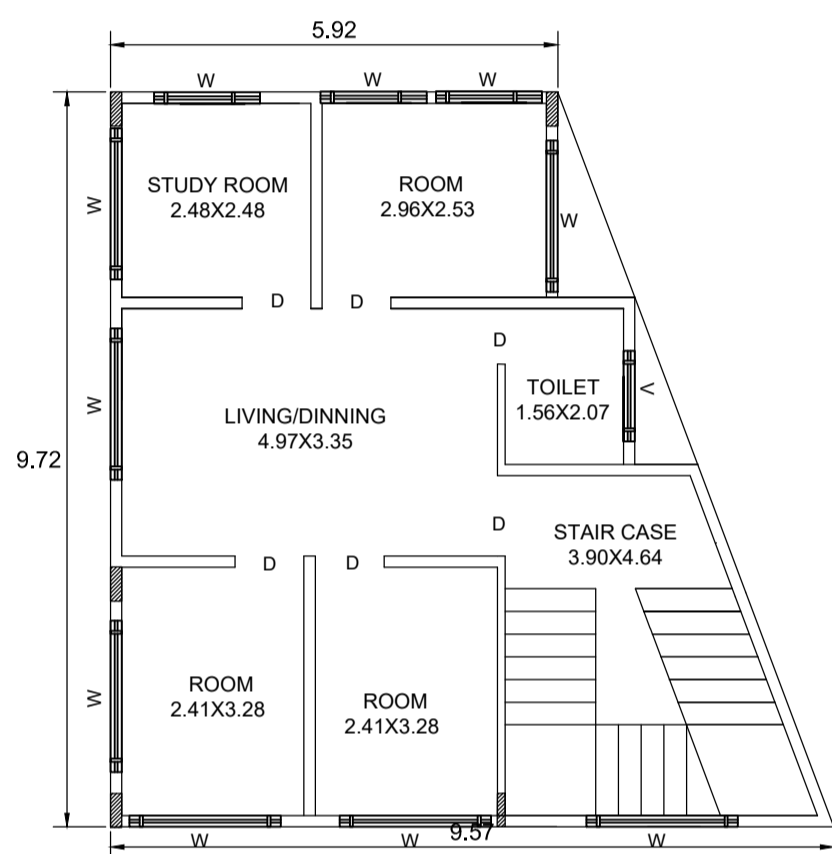 5.92
W
W
W
STUDY ROOM
2.48X2.48
ROOM
2.96X2.53
W
W
D
D
D
W
LIVING/DINNING
4.97X3.35
TOILET
1.56X2.07
V
9.72
D
STAIR CASE
3.90X4.64
D
D
W
ROOM
2.41X3.28
ROOM
2.41X3.28
W
W
9.57
W